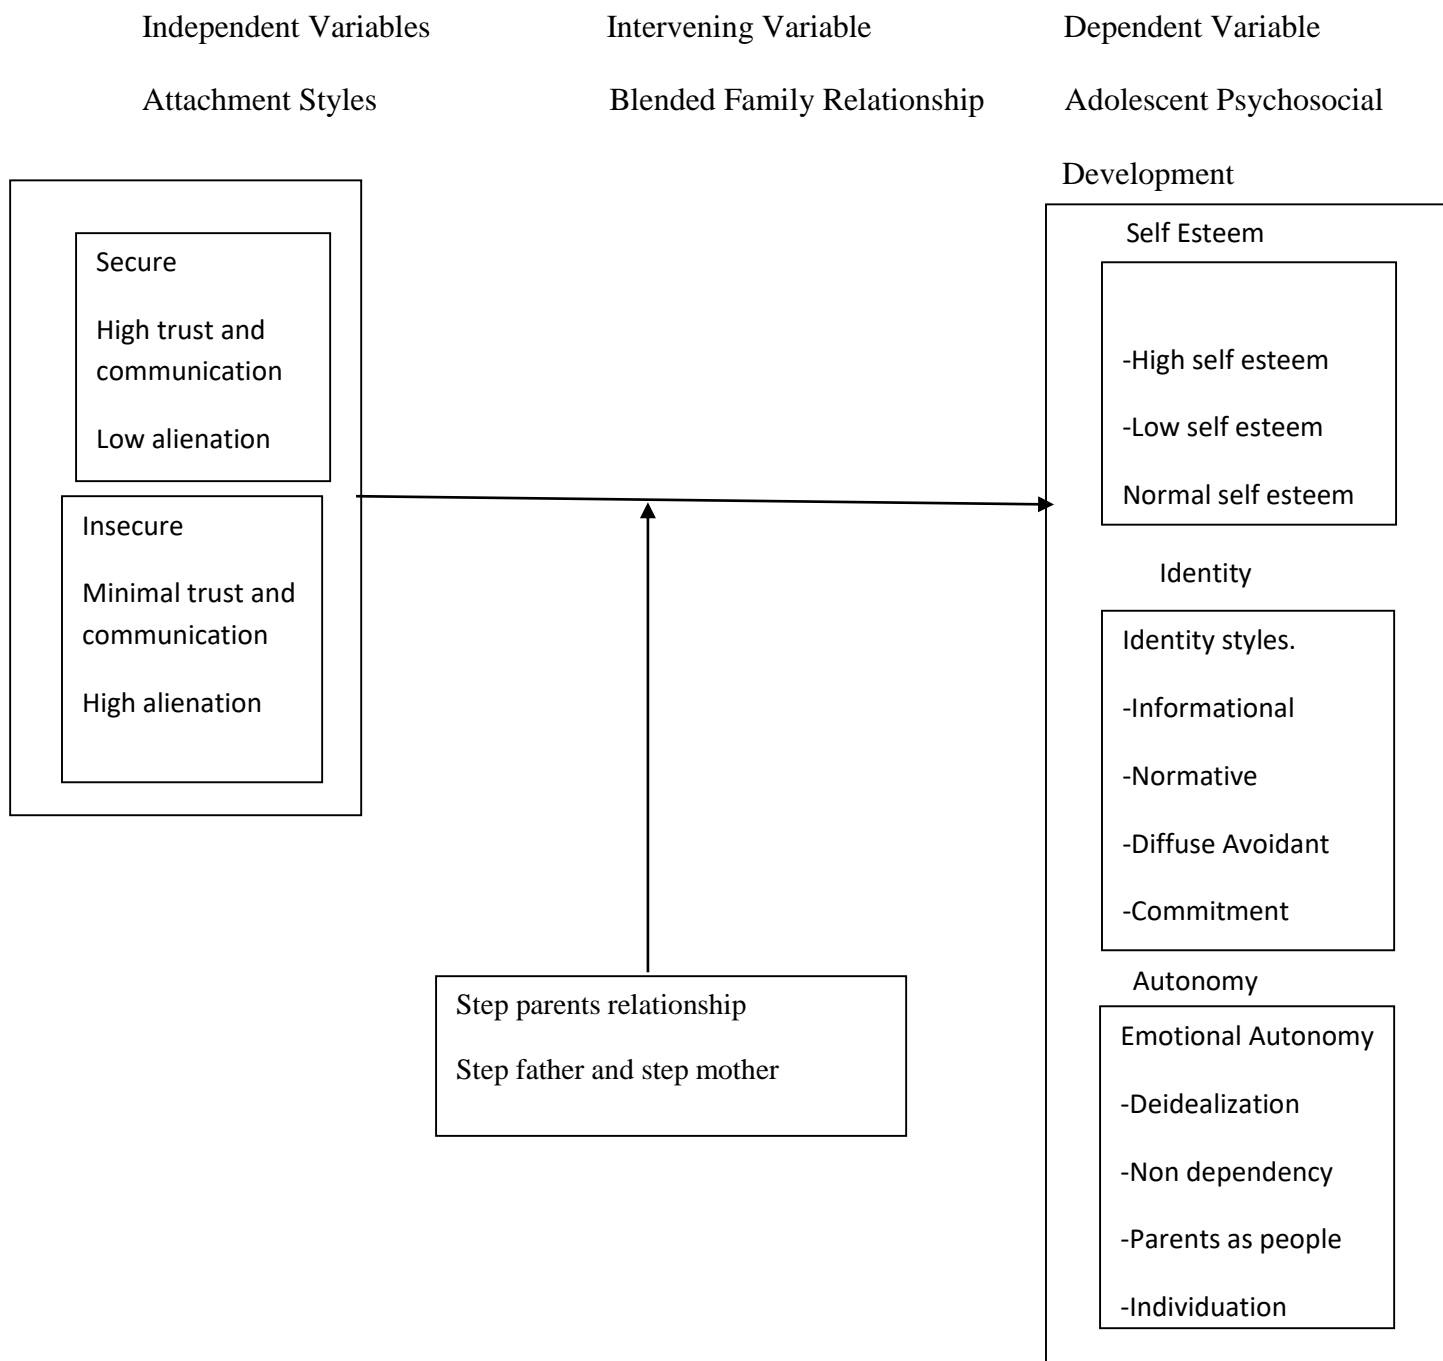 Independent Variables
Intervening Variable
Dependent Variable
Attachment Styles
Blended Family Relationship
Adolescent Psychosocial
Development
Secure
High trust and
communication
Low alienation
Insecure
Minimal trust and
communication
High alienation
Step parents relationship
Step father and step mother
Self Esteem
-High self esteem
-Low self esteem
Normal self esteem
Identity
Identity styles.
-Informational
-Normative
-Diffuse Avoidant
-Commitment
Autonomy
Emotional Autonomy
-Deidealization
-Non dependency
-Parents as people
-Individuation